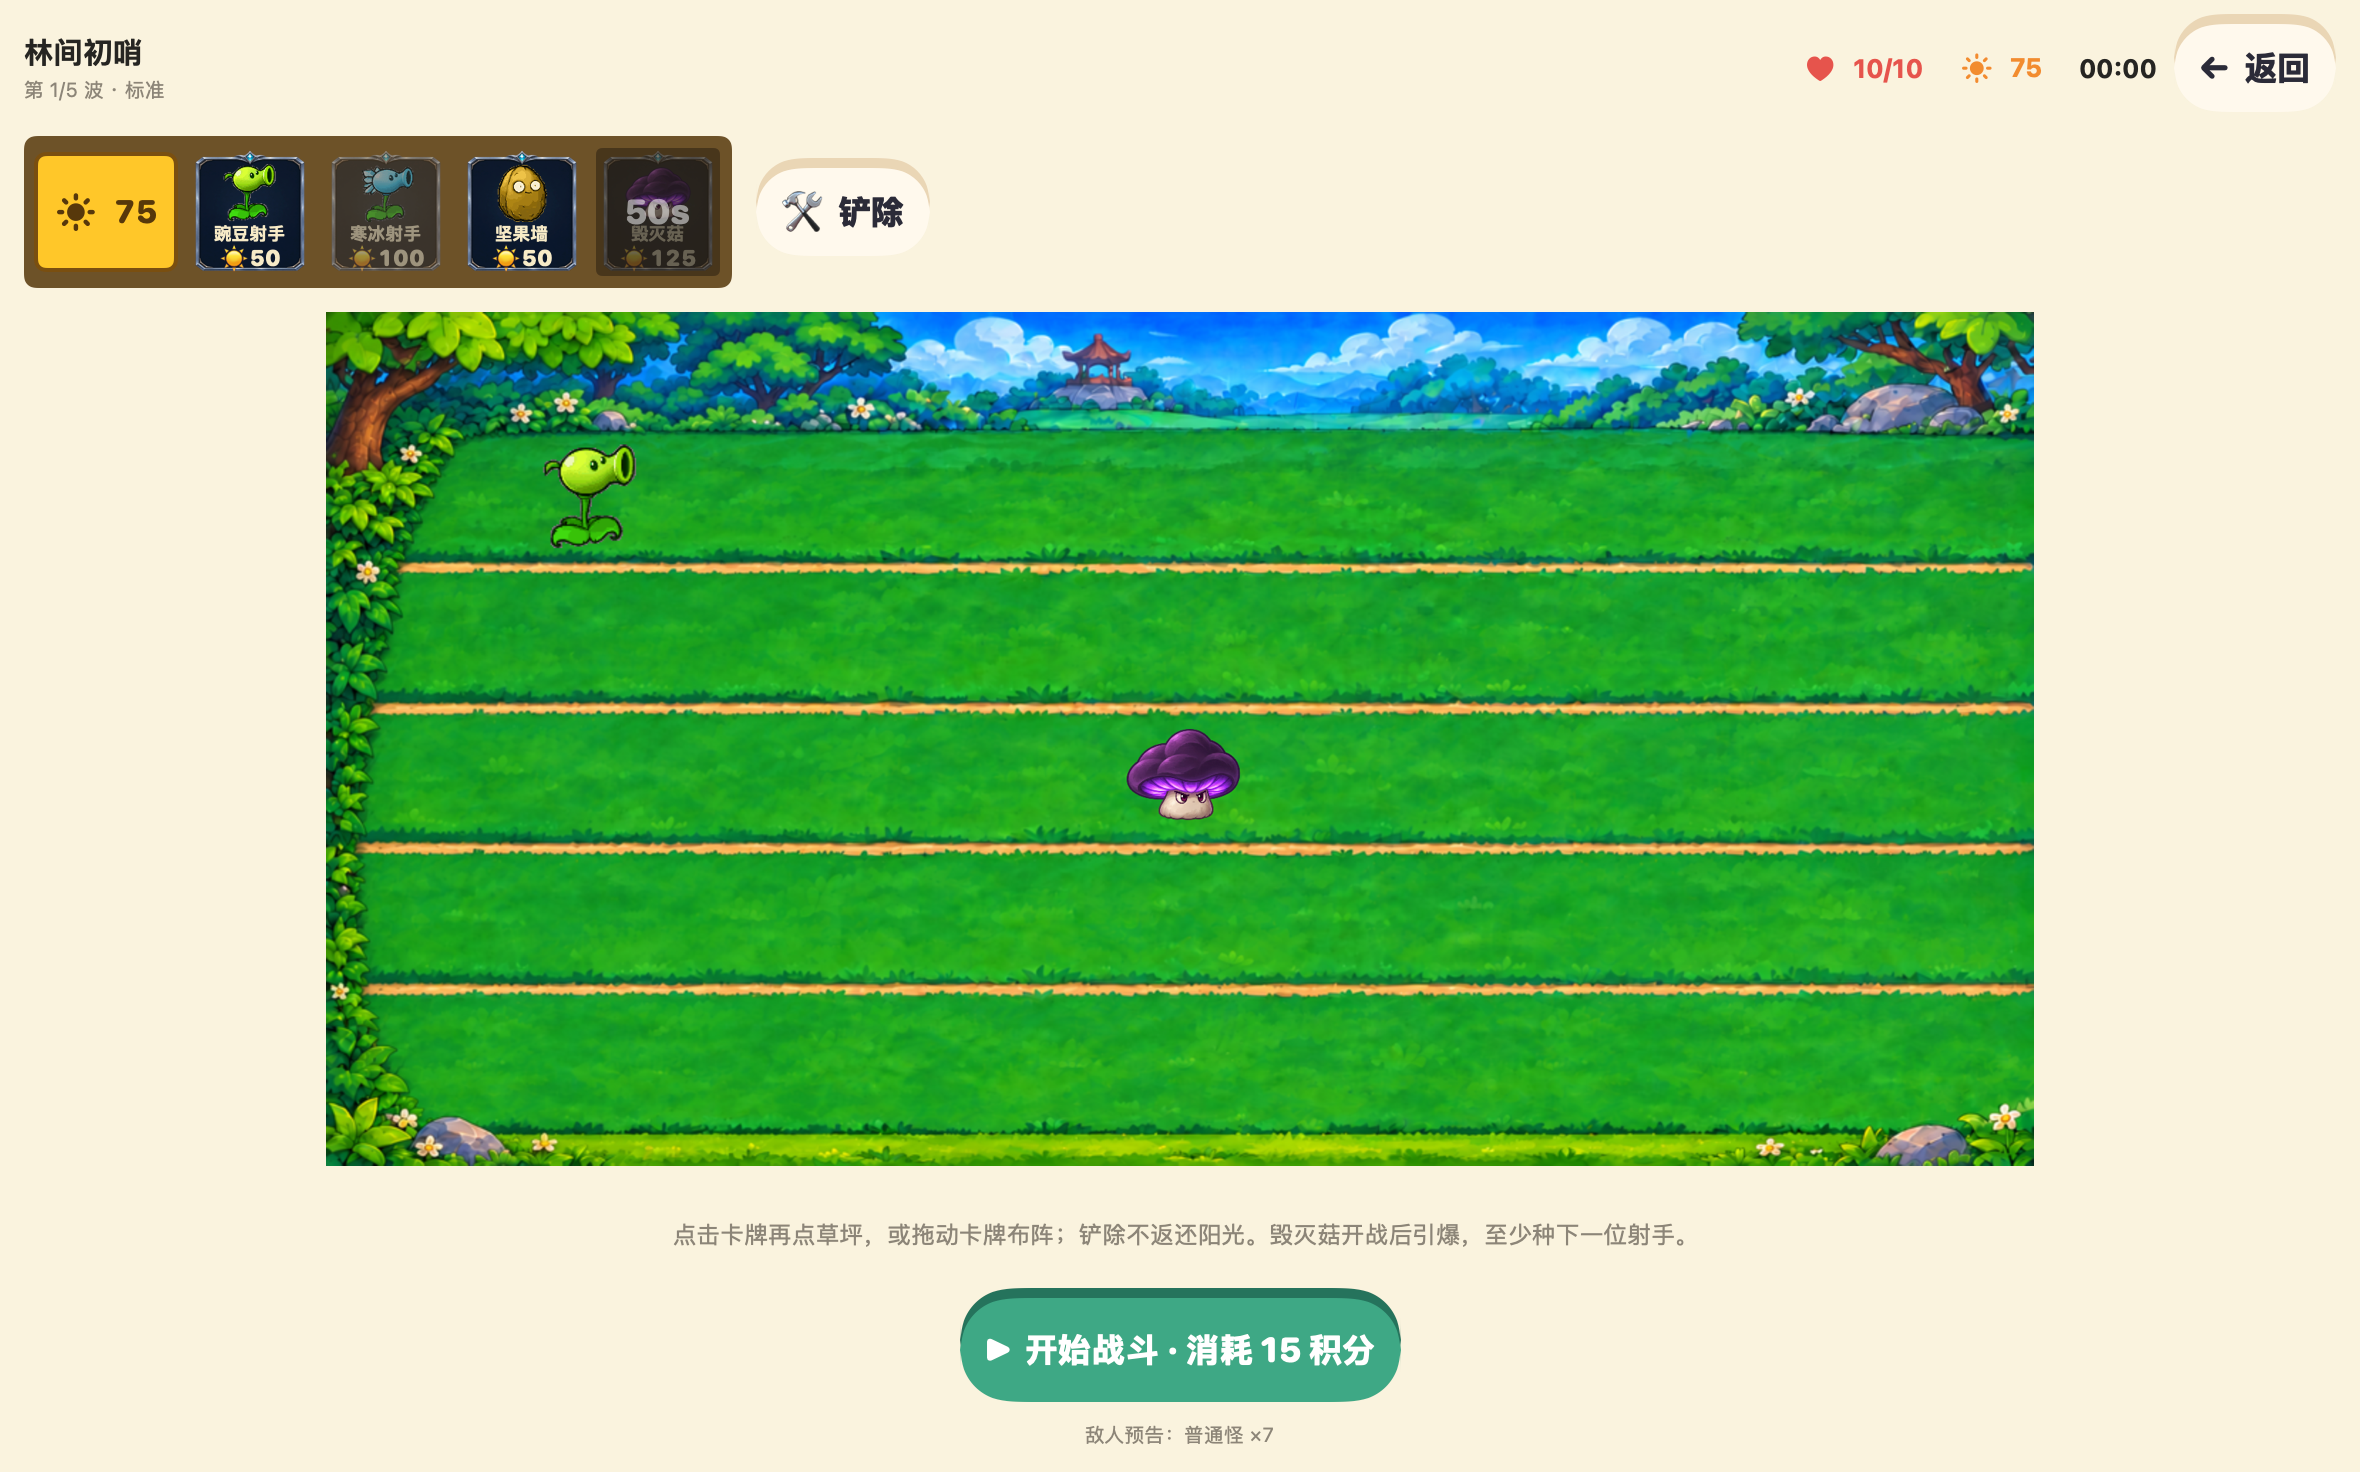 林间初哨
第 1/5 波 · 标准
10/10
75
00:00
返回
75
豌豆射手
50
寒冰射手
100
坚果墙
50
50s
毁灭菇
125
铲除
点击卡牌再点草坪，或拖动卡牌布阵；铲除不返还阳光。毁灭菇开战后引爆，至少种下一位射手。
开始战斗 · 消耗 15 积分
敌人预告：普通怪 ×7